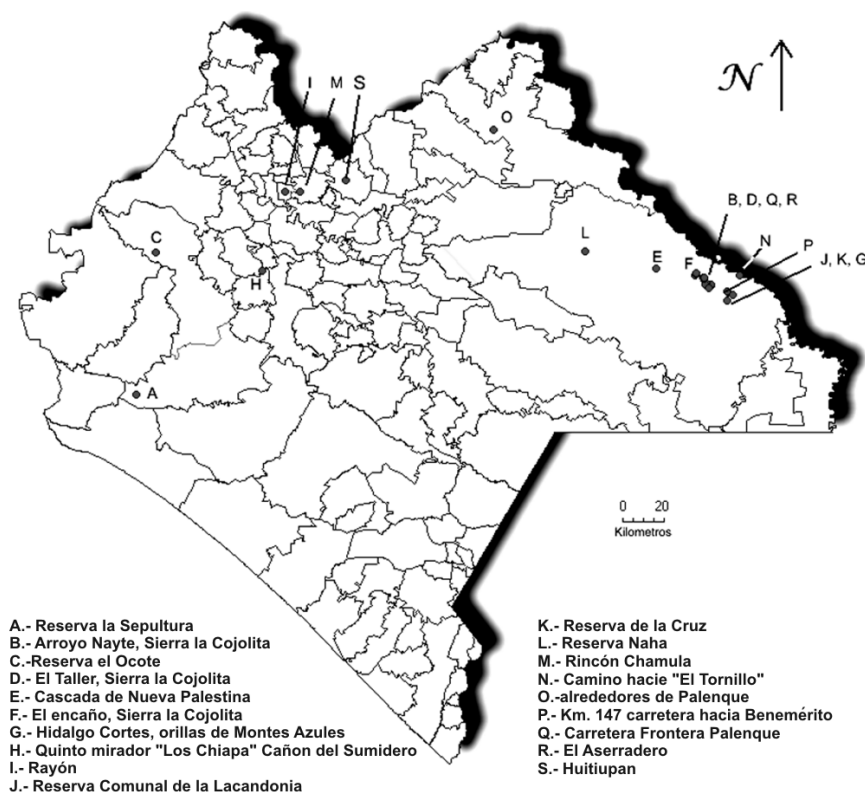 N
I M S
O
B, D, Q, R
C
L
N
E
F
P
H
J, K, G
A
0 20
Kilometros
A.- Reserva la Sepultura
B.- Arroyo Nayte, Sierra la Cojolita
C.-Reserva el Ocote
D.- El Taller, Sierra la Cojolita
E.- Cascada de Nueva Palestina
F.- El encaño, Sierra la Cojolita
G.- Hidalgo Cortes, orillas de Montes Azules
H.- Quinto mirador "Los Chiapa" Cañon del Sumidero
I.- Rayón
J.- Reserva Comunal de la Lacandonia
K.- Reserva de la Cruz
L.- Reserva Naha
M.- Rincón Chamula
N.- Camino hacie "El Tornillo"
O.-alrededores de Palenque
P.- Km. 147 carretera hacia Benemérito
Q.- Carretera Frontera Palenque
R.- El Aserradero
S.- Huitiupan